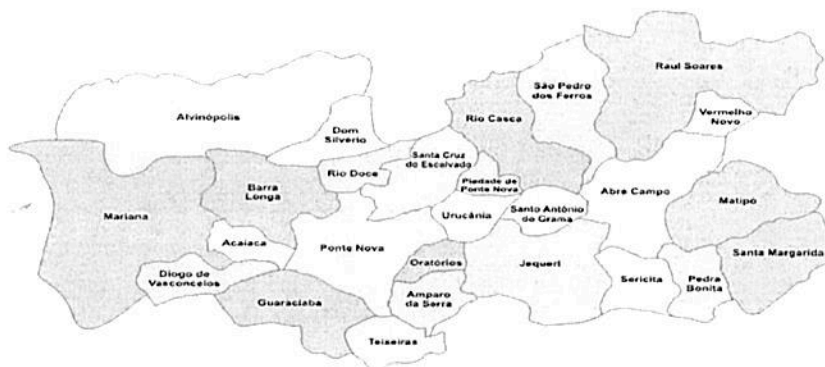 Raul Soares
São Pedro
dos Ferros
Vermelho
Novo
Alvinópolis
Rio Casca
Dom
Silvério
Santa Cruz
do Escalvado
Rio Doce
Piedade de
Ponte Nova
Barra
Longa
Abre Campo
Matipó
Mariana
Urucânia
Santo Antônio
do Grama
Acaiaca
Ponte Nova
Santa Margarida
Oratórios
Jequeri
Diogo de
Vasconcelos
Sericita
Pedra
Bonita
Guaraciaba
Amparo
da Serra
Teixeiras